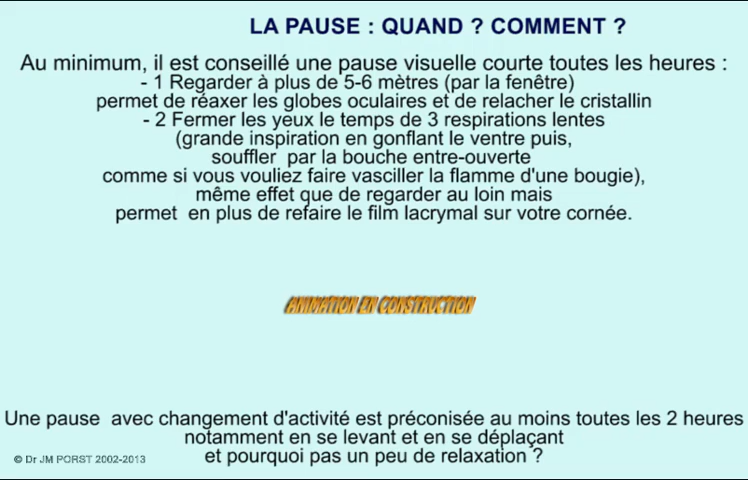 LA PAUSE : QUAND ? COMMENT ?
Au minimum, il est conseillé une pause visuelle courte toutes les heures :
- 1 Regarder à plus de 5-6 mètres (par la fenêtre)
permet de réaxer les globes oculaires et de relacher le cristallin
- 2 Fermer les yeux le temps de 3 respirations lentes
(grande inspiration en gonflant le ventre puis,
souffler par la bouche entre-ouverte
comme si vous vouliez faire vasciller la flamme d'une bougie),
même effet que de regarder au loin mais
permet en plus de refaire le film lacrymal sur votre cornée.
ANIMATION EN CONSTRUCTION
Une pause avec changement d'activité est préconisée au moins toutes les 2 heures
notamment en se levant et en se déplaçant
et pourquoi pas un peu de relaxation ?
© Dr JM PORST 2002-2013